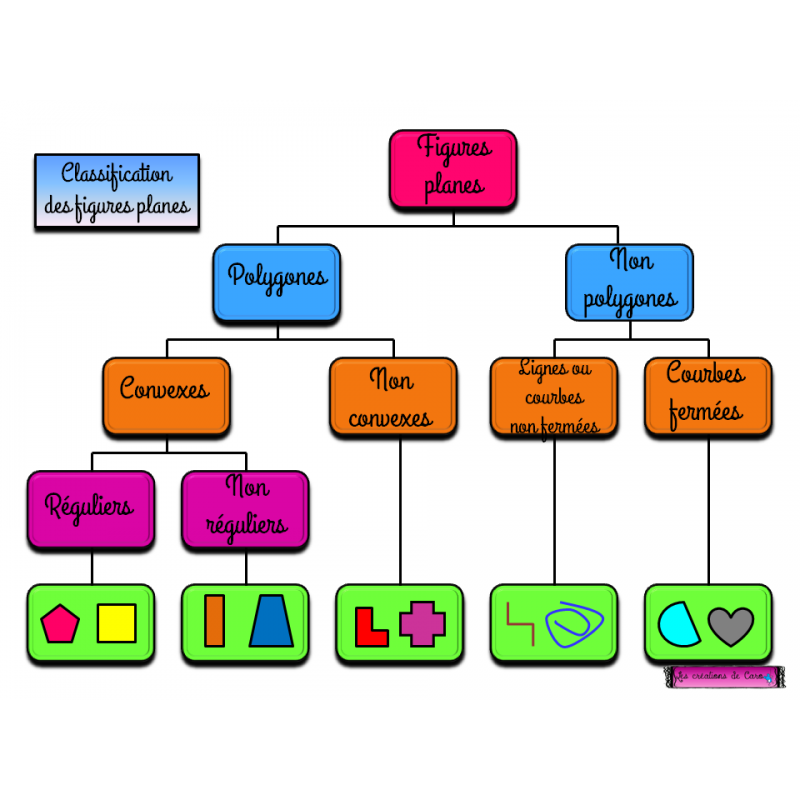 Classification
des figures planes
Figures
planes
Polygones
Non
polygones
Convexes
Non
convexes
Lignes ou
courbes
non fermées
Courbes
fermées
Réguliers
Non
réguliers
Les créations de Caro